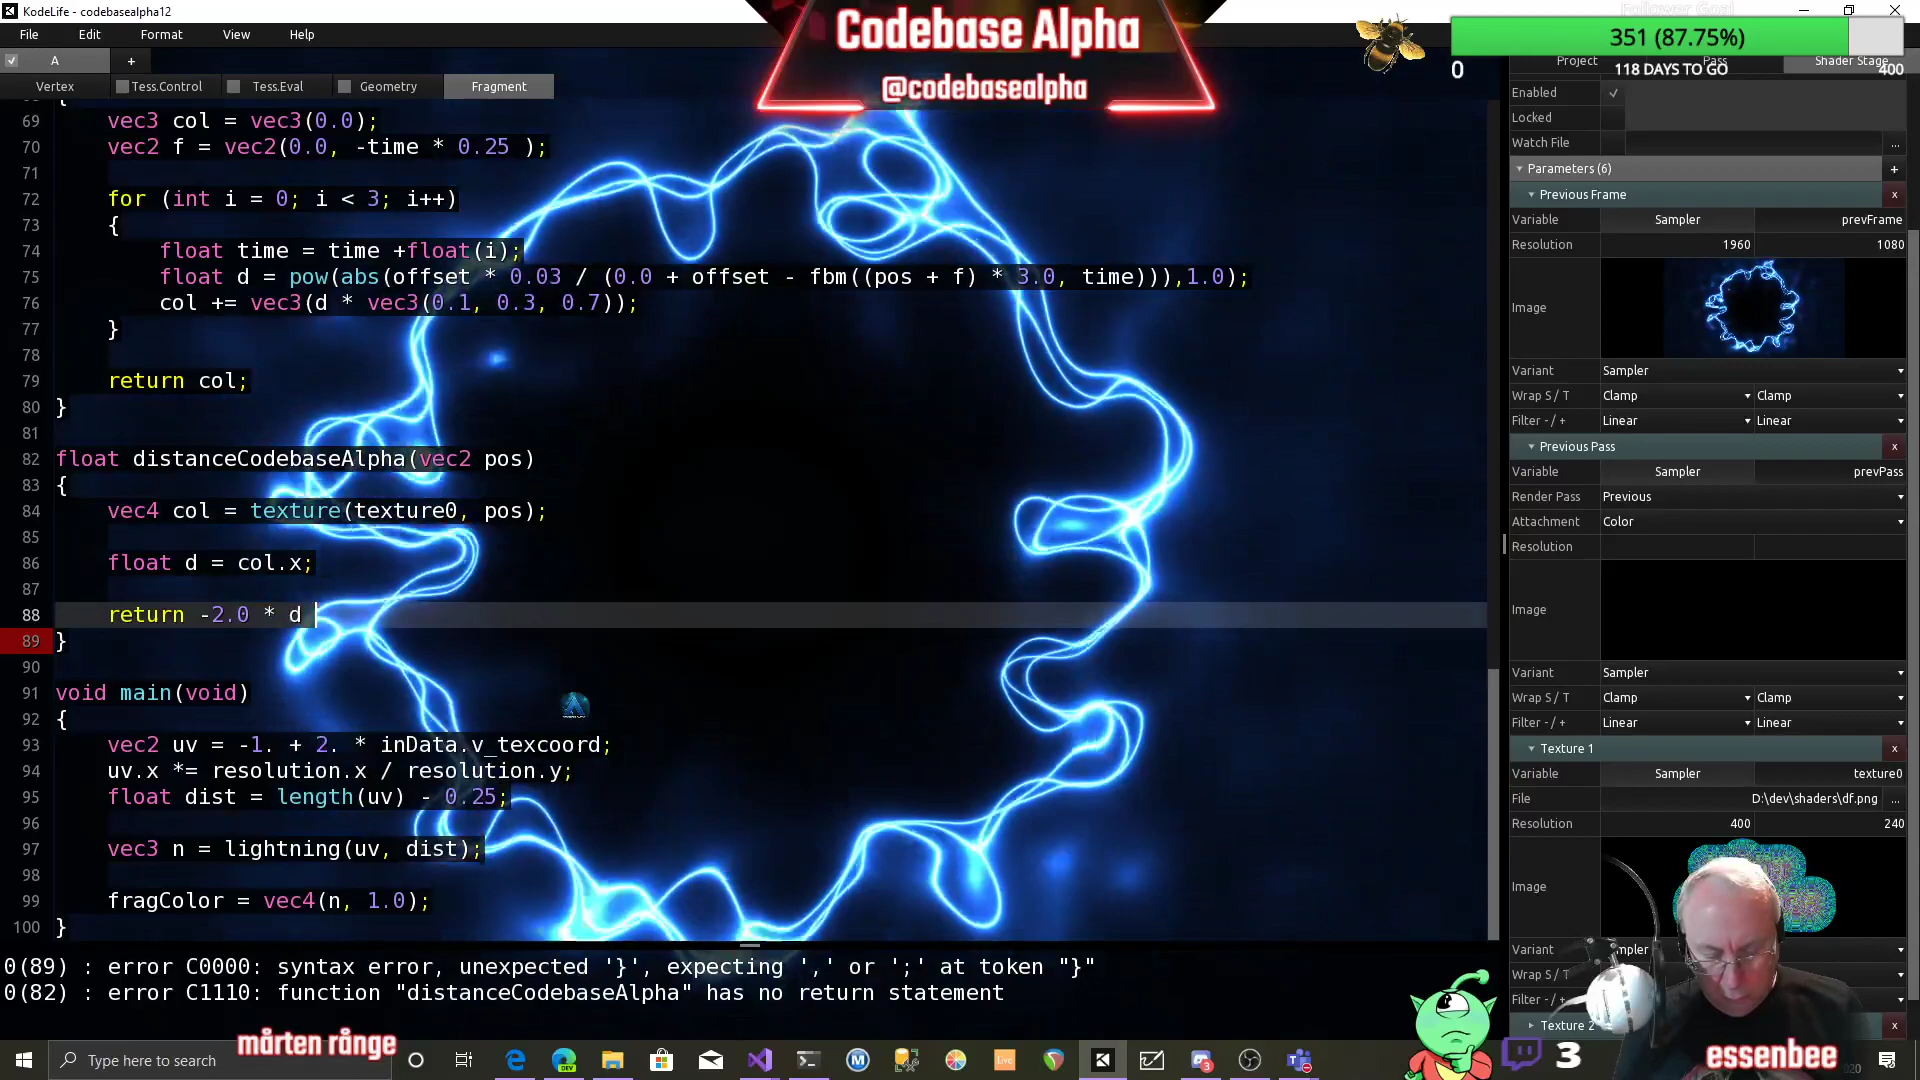 KodeLife - codebasealpha12
File Edit Format View Help
A +
Vertex Tess.Control Tess.Eval Geometry Fragment
Codebase Alpha
@codebasealpha
Follower Goal
351 (87.75%)
0 118 DAYS TO GO 400
Project Pass Shader Stage
69 vec3 col = vec3(0.0);
70 vec2 f = vec2(0.0, -time * 0.25 );
71
72 for (int i = 0; i < 3; i++)
73 {
74 float time = time +float(i);
75 float d = pow(abs(offset * 0.03 / (0.0 + offset - fbm((pos + f) * 3.0, time))),1.0);
76 col += vec3(d * vec3(0.1, 0.3, 0.7));
77 }
78
79 return col;
80 }
81
82 float distanceCodebaseAlpha(vec2 pos)
83 {
84 vec4 col = texture(texture0, pos);
85
86 float d = col.x;
87
88 return -2.0 * d
89 }
90
91 void main(void)
92 {
93 vec2 uv = -1. + 2. * inData.v_texcoord;
94 uv.x *= resolution.x / resolution.y;
95 float dist = length(uv) - 0.25;
96
97 vec3 n = lightning(uv, dist);
98
99 fragColor = vec4(n, 1.0);
100 }
0(89) : error C0000: syntax error, unexpected '}', expecting ',' or ';' at token "}"
0(82) : error C1110: function "distanceCodebaseAlpha" has no return statement
Enabled
Locked
Watch File ...
Parameters (6) +
Previous Frame x
Variable Sampler prevFrame
Resolution 1960 1080
Image
Variant Sampler
Wrap S / T Clamp Clamp
Filter - / + Linear Linear
Previous Pass x
Variable Sampler prevPass
Render Pass Previous
Attachment Color
Resolution
Image
Variant Sampler
Wrap S / T Clamp Clamp
Filter - / + Linear Linear
Texture 1 x
Variable Sampler texture0
File D:\dev\shaders\df.png ...
Resolution 400 240
Image
Variant
Wrap S
Filter - / +
Texture 2 x
mårten rånge
Type here to search
3
essenbee